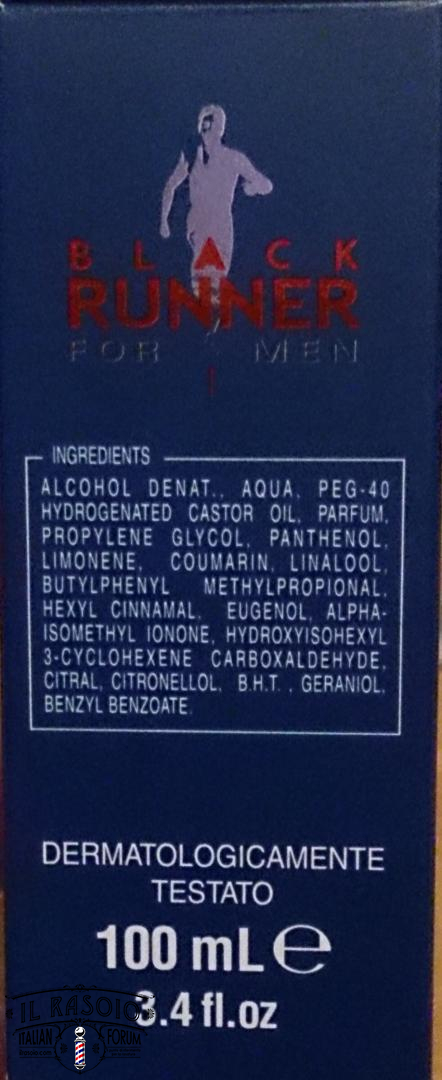 BLACK
RUNNER
FOR MEN
INGREDIENTS
ALCOHOL DENAT., AQUA, PEG-40
HYDROGENATED CASTOR OIL, PARFUM,
PROPYLENE GLYCOL, PANTHENOL,
LIMONENE, COUMARIN, LINALOOL,
BUTYLPHENYL METHYLPROPIONAL,
HEXYL CINNAMAL, EUGENOL, ALPHA-
ISOMETHYL IONONE, HYDROXYISOHEXYL
3-CYCLOHEXENE CARBOXALDEHYDE,
CITRAL, CITRONELLOL, B.H.T. , GERANIOL,
BENZYL BENZOATE.
DERMATOLOGICAMENTE
TESTATO
100 mL e
3.4 fl.oz
IL RASOIO
ITALIAN FORUM